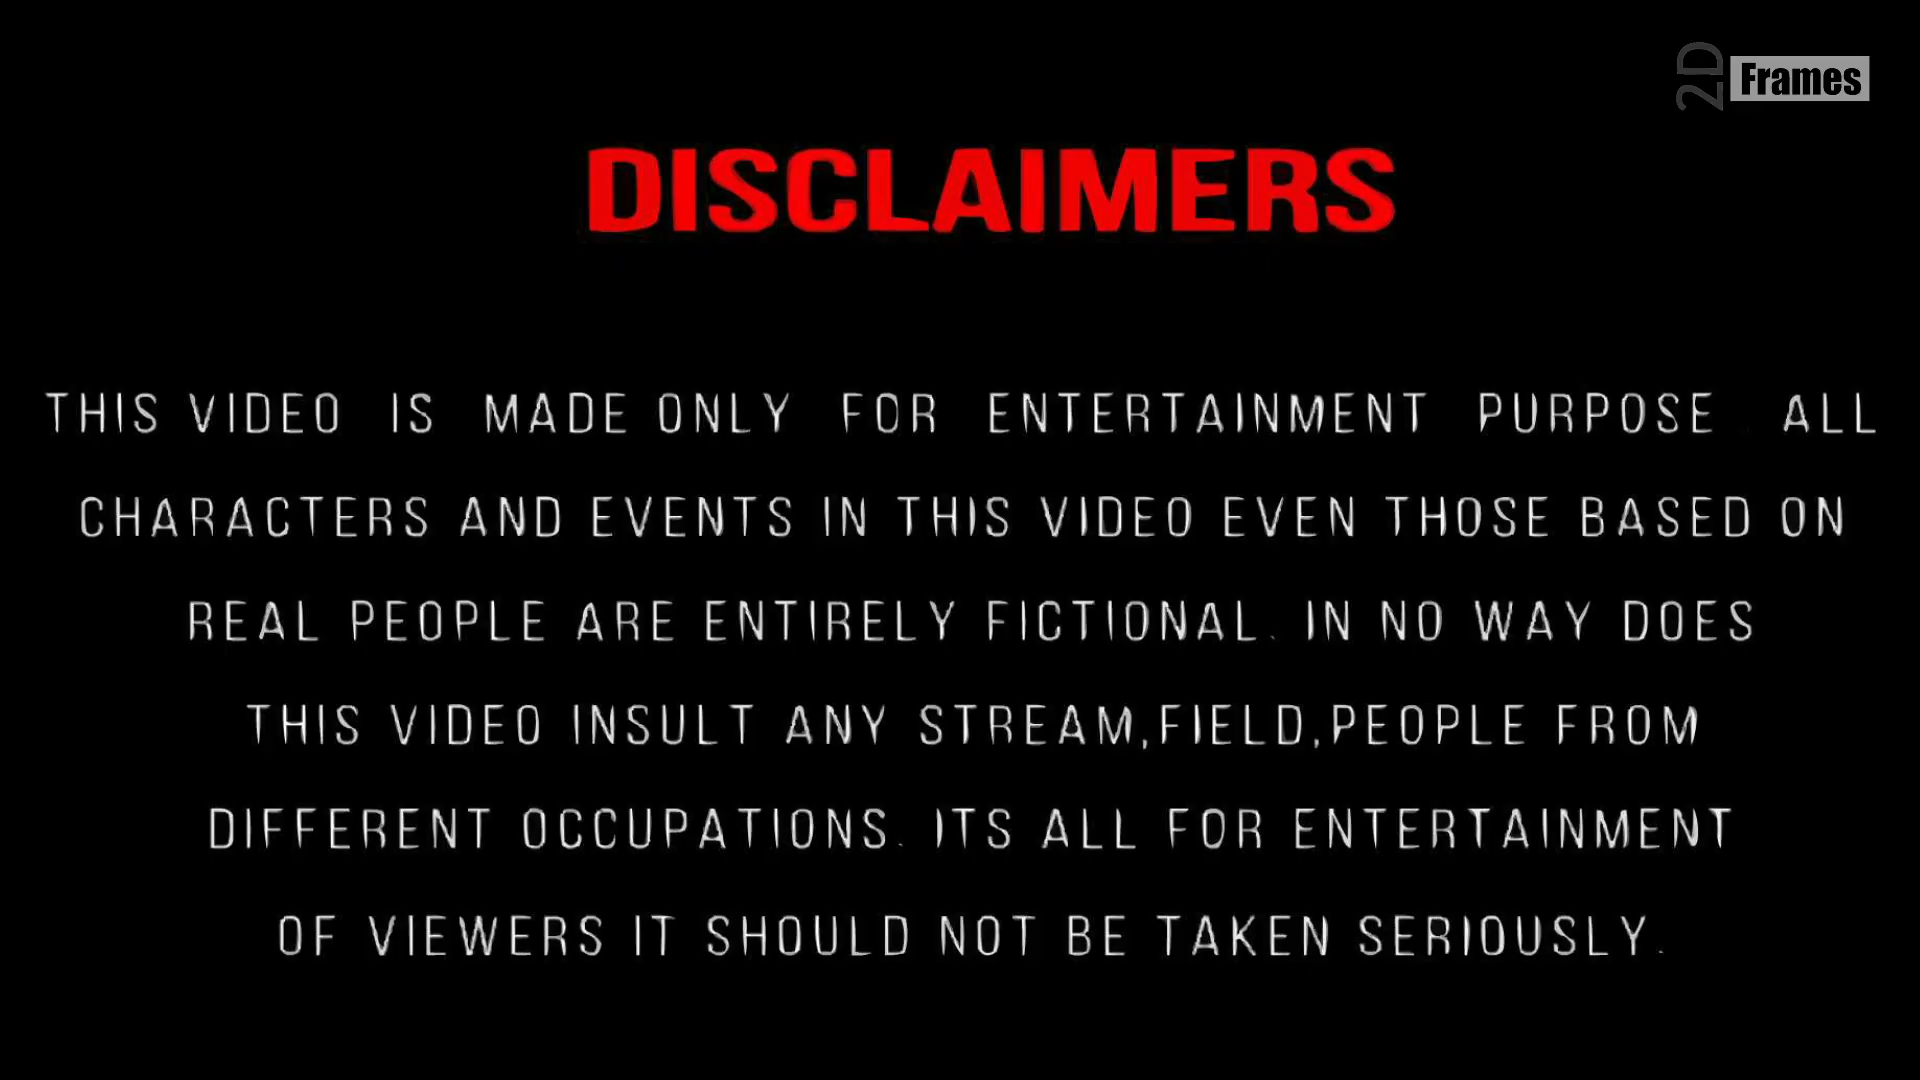 2D Frames
DISCLAIMERS
THIS VIDEO IS MADE ONLY FOR ENTERTAINMENT PURPOSE . ALL
CHARACTERS AND EVENTS IN THIS VIDEO EVEN THOSE BASED ON
REAL PEOPLE ARE ENTIRELY FICTIONAL. IN NO WAY DOES
THIS VIDEO INSULT ANY STREAM,FIELD,PEOPLE FROM
DIFFERENT OCCUPATIONS. ITS ALL FOR ENTERTAINMENT
OF VIEWERS IT SHOULD NOT BE TAKEN SERIOUSLY.